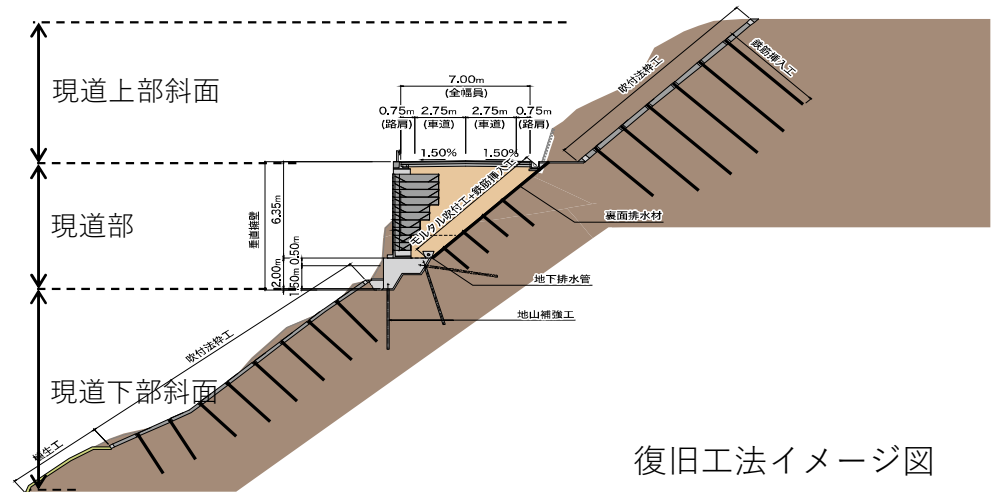 現道上部斜面
現道部
現道下部斜面
7.00m
(全幅員)
0.75m
(路肩)
2.75m
(車道)
2.75m
(車道)
0.75m
(路肩)
1.50%
1.50%
吹付法枠工
鉄筋挿入工
垂直擁壁
6.35m
0.50m
2.00m
1.50m
モルタル吹付工+鉄筋挿入工
裏面排水材
地下排水管
地山補強工
吹付法枠工
植生工
復旧工法イメージ図